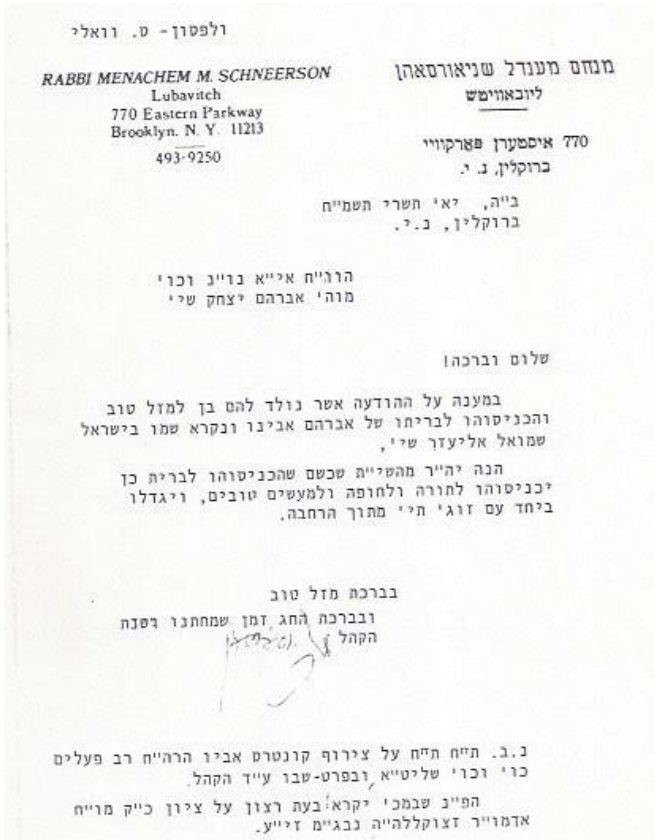 ולפסון- ס. וואלי
RABBI MENACHEM M. SCHNEERSON
Lubavitch
770 Eastern Parkway
Brooklyn. N. Y. 11213
493-9250
מנחם מענדל שניאורסאהן
ליובאוויטש
770 איסטערן פּאַרקוויי
ברוקלין, נ. י.
ב"ה, יא' תשרי תשמ"ח
ברוקלין, נ.י.
הוו"ח אי"א נו"נ וכו'
מוה' אברהם יצחק שי'
שלום וברכה!
במענה על ההודעה אשר נולד להם בן למזל טוב
והכניסוהו לבריתו של אברהם אבינו ונקרא שמו בישראל
שמואל אליעזר שי',
הנה יה"ר מהשי"ת שכשם שהכניסוהו לברית כן
יכניסוהו לתורה ולחופה ולמעשים טובים, ויגדלו
ביחד עם זוג' תי' מתוך הרחבה.
בברכת מזל טוב
ובברכת החג זמן שמחתנו ושנת
הקהל
נ.ב. ת"ח ת"ח על צירוף קונטרס אביו הרה"ח רב פעלים
כו' וכו' שליט"א ובפרט-שבו ע"ד הקהל.
הפ"נ שבמכ' יקרא בעת רצון על ציון כ"ק מו"ח
אדמו"ר זצוקללה"ה נבג"מ זי"ע.